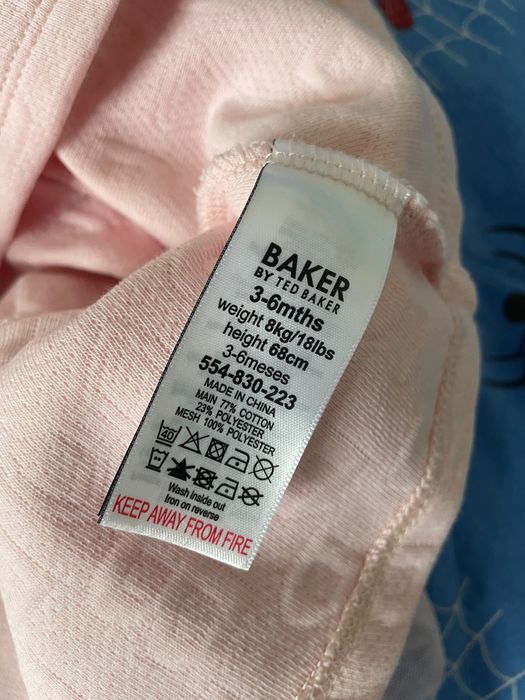 BAKER
BY TED BAKER
3-6mths
weight 8kg/18lbs
height 68cm
3-6meses
554-830-223
MADE IN CHINA
MAIN 77% COTTON
23% POLYESTER
MESH 100% POLYESTER
40
Wash inside out
Iron on reverse
KEEP AWAY FROM FIRE